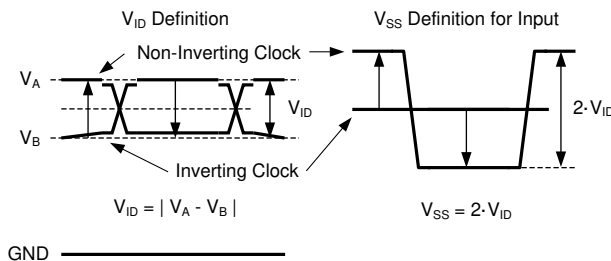 V_ID Definition
V_SS Definition for Input
Non-Inverting Clock
V_A
V_B
V_ID
2·V_ID
Inverting Clock
V_ID = | V_A - V_B |
V_SS = 2·V_ID
GND